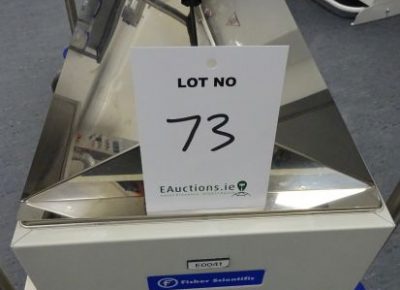 LOT NO
73
EAuctions.ie
E0041
Fisher Scientific